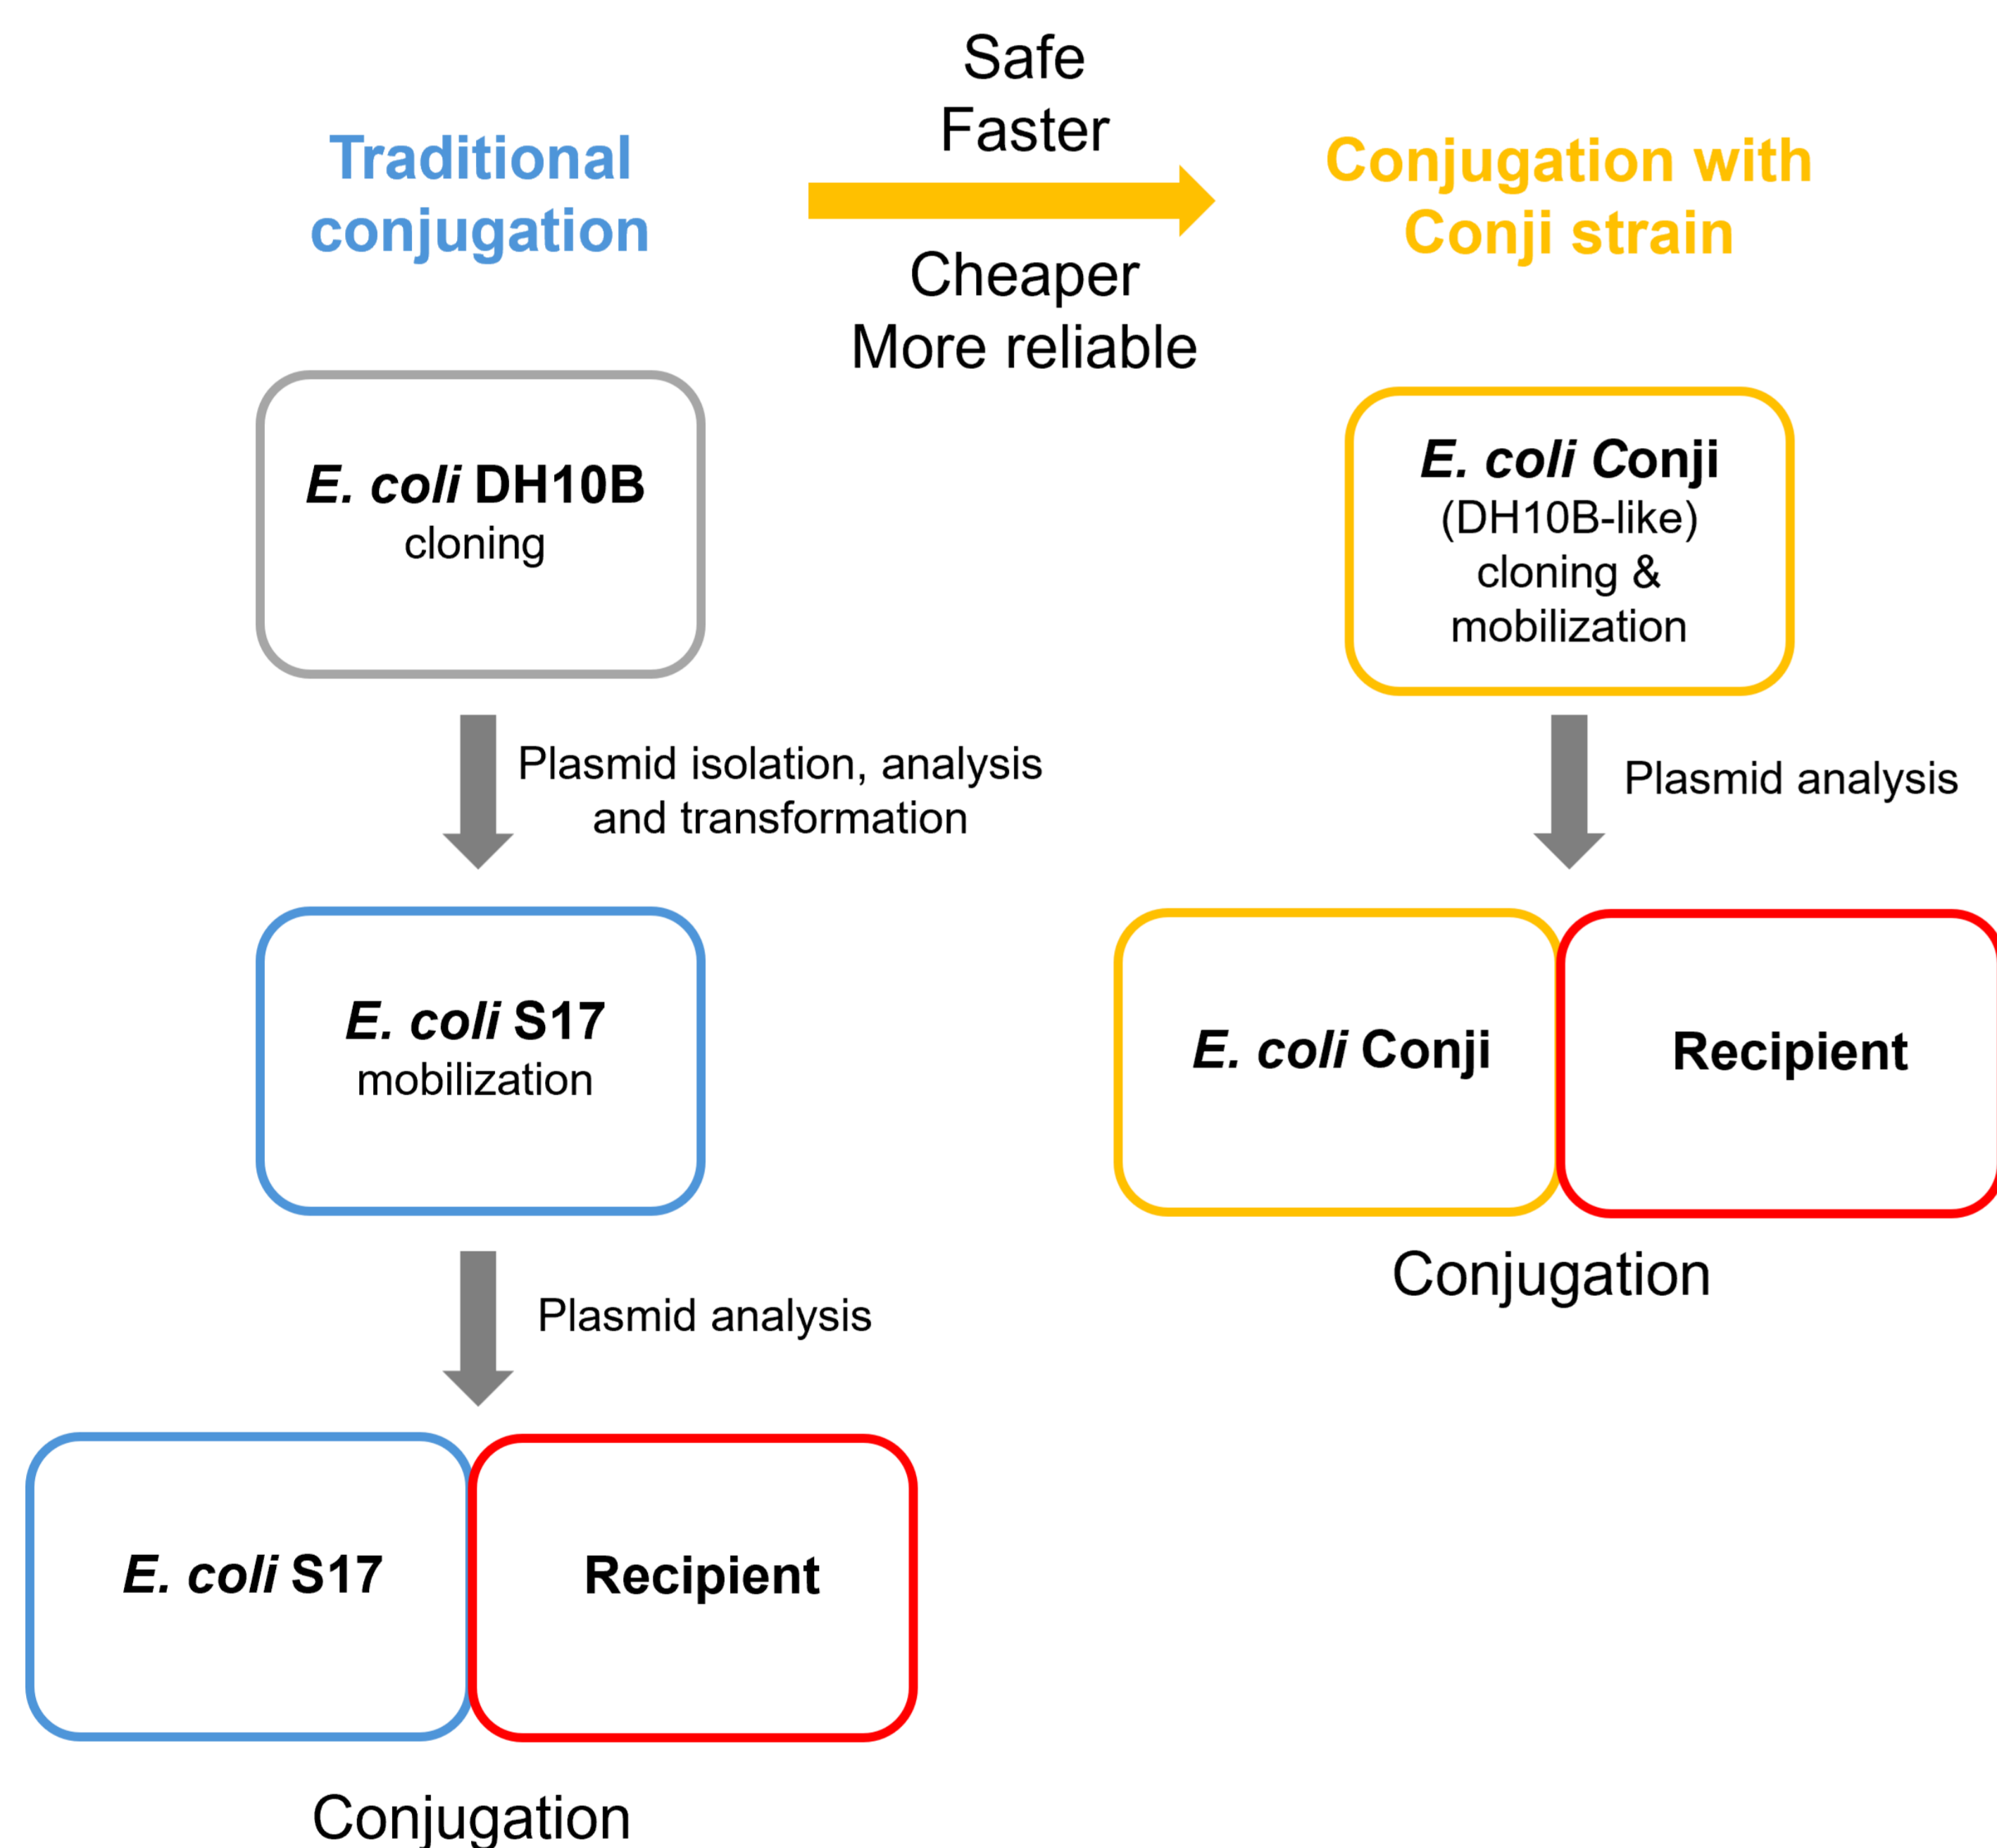 Safe
Faster
Traditional
conjugation
Conjugation with
Conji strain
Cheaper
More reliable
E. coli DH10B
cloning
E. coli Conji
(DH10B-like)
cloning &
mobilization
Plasmid isolation, analysis
and transformation
Plasmid analysis
E. coli S17
mobilization
E. coli Conji
Recipient
Conjugation
Plasmid analysis
E. coli S17
Recipient
Conjugation